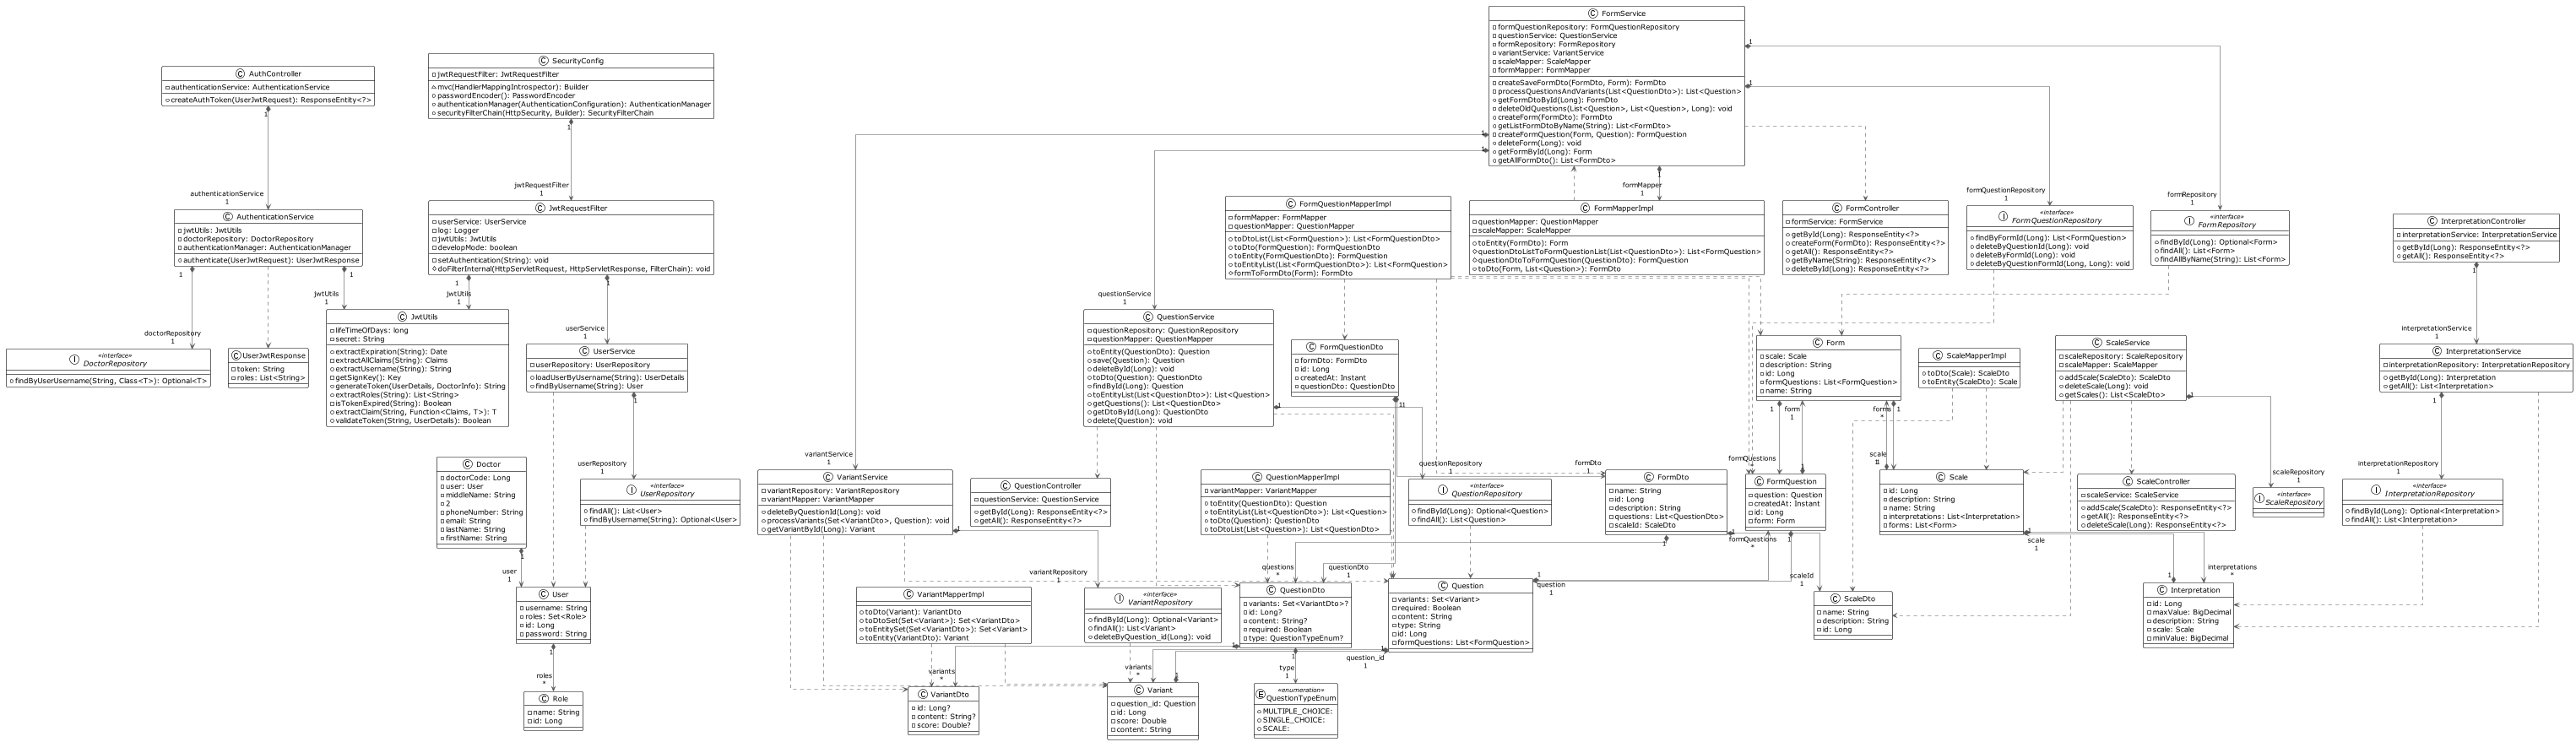 FormService
formQuestionRepository: FormQuestionRepository
questionService: QuestionService
formRepository: FormRepository
variantService: VariantService
scaleMapper: ScaleMapper
formMapper: FormMapper
createSaveFormDto(FormDto, Form): FormDto
processQuestionsAndVariants(List<QuestionDto>): List<Question>
getFormDtoById(Long): FormDto
deleteOldQuestions(List<Question>, List<Question>, Long): void
createForm(FormDto): FormDto
getListFormDtoByName(String): List<FormDto>
createFormQuestion(Form, Question): FormQuestion
deleteForm(Long): void
getFormById(Long): Form
getAllFormDto(): List<FormDto>
AuthController
authenticationService: AuthenticationService
createAuthToken(UserJwtRequest): ResponseEntity<?>
SecurityConfig
jwtRequestFilter: JwtRequestFilter
mvc(HandlerMappingIntrospector): Builder
passwordEncoder(): PasswordEncoder
authenticationManager(AuthenticationConfiguration): AuthenticationManager
securityFilterChain(HttpSecurity, Builder): SecurityFilterChain
authenticationService
1
jwtRequestFilter
1
formMapper
1
formQuestionRepository
1
formRepository
1
AuthenticationService
jwtUtils: JwtUtils
doctorRepository: DoctorRepository
authenticationManager: AuthenticationManager
authenticate(UserJwtRequest): UserJwtResponse
JwtRequestFilter
userService: UserService
log: Logger
jwtUtils: JwtUtils
developMode: boolean
setAuthentication(String): void
doFilterInternal(HttpServletRequest, HttpServletResponse, FilterChain): void
FormQuestionMapperImpl
formMapper: FormMapper
questionMapper: QuestionMapper
toDtoList(List<FormQuestion>): List<FormQuestionDto>
toDto(FormQuestion): FormQuestionDto
toEntity(FormQuestionDto): FormQuestion
toEntityList(List<FormQuestionDto>): List<FormQuestion>
formToFormDto(Form): FormDto
FormMapperImpl
questionMapper: QuestionMapper
scaleMapper: ScaleMapper
toEntity(FormDto): Form
questionDtoListToFormQuestionList(List<QuestionDto>): List<FormQuestion>
questionDtoToFormQuestion(QuestionDto): FormQuestion
toDto(Form, List<Question>): FormDto
FormController
formService: FormService
getById(Long): ResponseEntity<?>
createForm(FormDto): ResponseEntity<?>
getAll(): ResponseEntity<?>
getByName(String): ResponseEntity<?>
deleteById(Long): ResponseEntity<?>
«interface»
FormQuestionRepository
findByFormId(Long): List<FormQuestion>
deleteByQuestionId(Long): void
deleteByFormId(Long): void
deleteByQuestionFormId(Long, Long): void
«interface»
FormRepository
findById(Long): Optional<Form>
findAll(): List<Form>
findAllByName(String): List<Form>
InterpretationController
interpretationService: InterpretationService
getById(Long): ResponseEntity<?>
getAll(): ResponseEntity<?>
doctorRepository
1
jwtUtils
1
jwtUtils
1
userService
1
questionService
1
interpretationService
1
«interface»
DoctorRepository
findByUserUsername(String, Class<T>): Optional<T>
UserJwtResponse
token: String
roles: List<String>
JwtUtils
lifeTimeOfDays: long
secret: String
extractExpiration(String): Date
extractAllClaims(String): Claims
extractUsername(String): String
getSignKey(): Key
generateToken(UserDetails, DoctorInfo): String
extractRoles(String): List<String>
isTokenExpired(String): Boolean
extractClaim(String, Function<Claims, T>): T
validateToken(String, UserDetails): Boolean
UserService
userRepository: UserRepository
loadUserByUsername(String): UserDetails
findByUsername(String): User
QuestionService
questionRepository: QuestionRepository
questionMapper: QuestionMapper
toEntity(QuestionDto): Question
save(Question): Question
deleteById(Long): void
toDto(Question): QuestionDto
findById(Long): Question
toEntityList(List<QuestionDto>): List<Question>
getQuestions(): List<QuestionDto>
getDtoById(Long): QuestionDto
delete(Question): void
FormQuestionDto
formDto: FormDto
id: Long
createdAt: Instant
questionDto: QuestionDto
Form
scale: Scale
description: String
id: Long
formQuestions: List<FormQuestion>
name: String
ScaleMapperImpl
toDto(Scale): ScaleDto
toEntity(ScaleDto): Scale
ScaleService
scaleRepository: ScaleRepository
scaleMapper: ScaleMapper
addScale(ScaleDto): ScaleDto
deleteScale(Long): void
getScales(): List<ScaleDto>
InterpretationService
interpretationRepository: InterpretationRepository
getById(Long): Interpretation
getAll(): List<Interpretation>
userRepository
1
variantService
1
questionRepository
1
formDto
1
formQuestions
*
form
1
forms
*
scale
1
scaleRepository
1
interpretationRepository
1
Doctor
doctorCode: Long
user: User
middleName: String
2
phoneNumber: String
email: String
lastName: String
firstName: String
«interface»
UserRepository
findAll(): List<User>
findByUsername(String): Optional<User>
VariantService
variantRepository: VariantRepository
variantMapper: VariantMapper
deleteByQuestionId(Long): void
processVariants(Set<VariantDto>, Question): void
getVariantById(Long): Variant
QuestionController
questionService: QuestionService
getById(Long): ResponseEntity<?>
getAll(): ResponseEntity<?>
QuestionMapperImpl
variantMapper: VariantMapper
toEntity(QuestionDto): Question
toEntityList(List<QuestionDto>): List<Question>
toDto(Question): QuestionDto
toDtoList(List<Question>): List<QuestionDto>
«interface»
QuestionRepository
findById(Long): Optional<Question>
findAll(): List<Question>
FormDto
name: String
id: Long
description: String
questions: List<QuestionDto>
scaleId: ScaleDto
FormQuestion
question: Question
createdAt: Instant
id: Long
form: Form
Scale
id: Long
description: String
name: String
interpretations: List<Interpretation>
forms: List<Form>
ScaleController
scaleService: ScaleService
addScale(ScaleDto): ResponseEntity<?>
getAll(): ResponseEntity<?>
deleteScale(Long): ResponseEntity<?>
«interface»
ScaleRepository
«interface»
InterpretationRepository
findById(Long): Optional<Interpretation>
findAll(): List<Interpretation>
user
1
variantRepository
1
questions
*
questionDto
1
formQuestions
*
question
1
scaleId
1
scale
1
interpretations
*
User
username: String
roles: Set<Role>
id: Long
password: String
VariantMapperImpl
toDto(Variant): VariantDto
toDtoSet(Set<Variant>): Set<VariantDto>
toEntitySet(Set<VariantDto>): Set<Variant>
toEntity(VariantDto): Variant
«interface»
VariantRepository
findById(Long): Optional<Variant>
findAll(): List<Variant>
deleteByQuestion_id(Long): void
QuestionDto
variants: Set<VariantDto>?
id: Long?
content: String?
required: Boolean
type: QuestionTypeEnum?
Question
variants: Set<Variant>
required: Boolean
content: String
type: String
id: Long
formQuestions: List<FormQuestion>
ScaleDto
name: String
description: String
id: Long
Interpretation
id: Long
maxValue: BigDecimal
description: String
scale: Scale
minValue: BigDecimal
roles
*
variants
*
variants
*
type
1
question_id
1
Role
name: String
id: Long
VariantDto
id: Long?
content: String?
score: Double?
Variant
question_id: Question
id: Long
score: Double
content: String
«enumeration»
QuestionTypeEnum
MULTIPLE_CHOICE:
SINGLE_CHOICE:
SCALE: